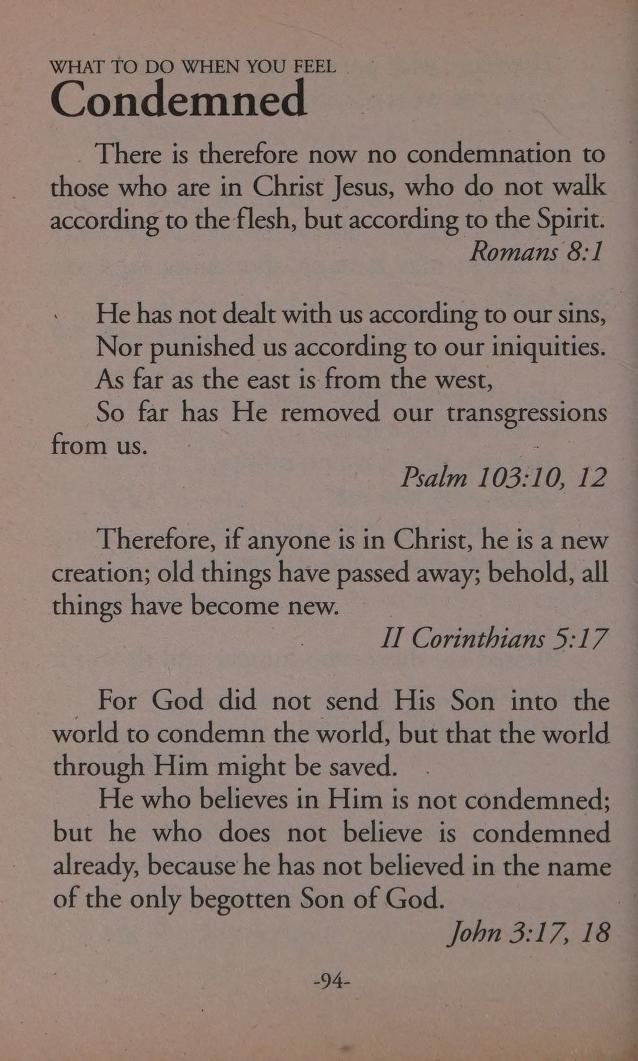 WHAT TO DO WHEN YOU FEEL
Condemned
There is therefore now no condemnation to
those who are in Christ Jesus, who do not walk
according to the flesh, but according to the Spirit.
Romans 8:1
He has not dealt with us according to our sins,
Nor punished us according to our iniquities.
As far as the east is from the west,
So far has He removed our transgressions
from us.
Psalm 103:10, 12
Therefore, if anyone is in Christ, he is a new
creation; old things have passed away; behold, all
things have become new.
II Corinthians 5:17
For God did not send His Son into the
world to condemn the world, but that the world
through Him might be saved.
He who believes in Him is not condemned;
but he who does not believe is condemned
already, because he has not believed in the name
of the only begotten Son of God.
John 3:17, 18
-94-